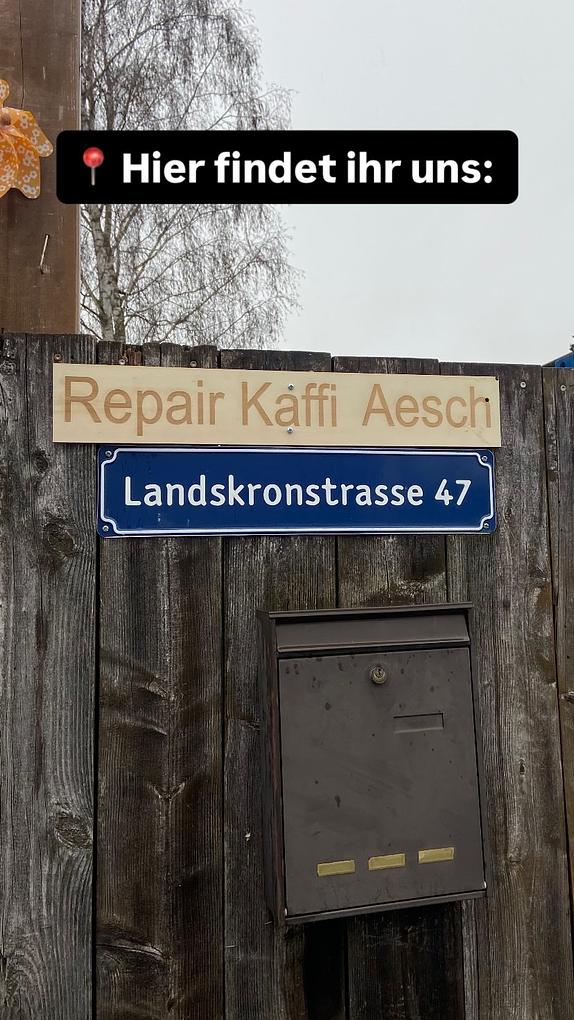 📍 Hier findet ihr uns:
Repair Kaffi Aesch
Landskronstrasse 47